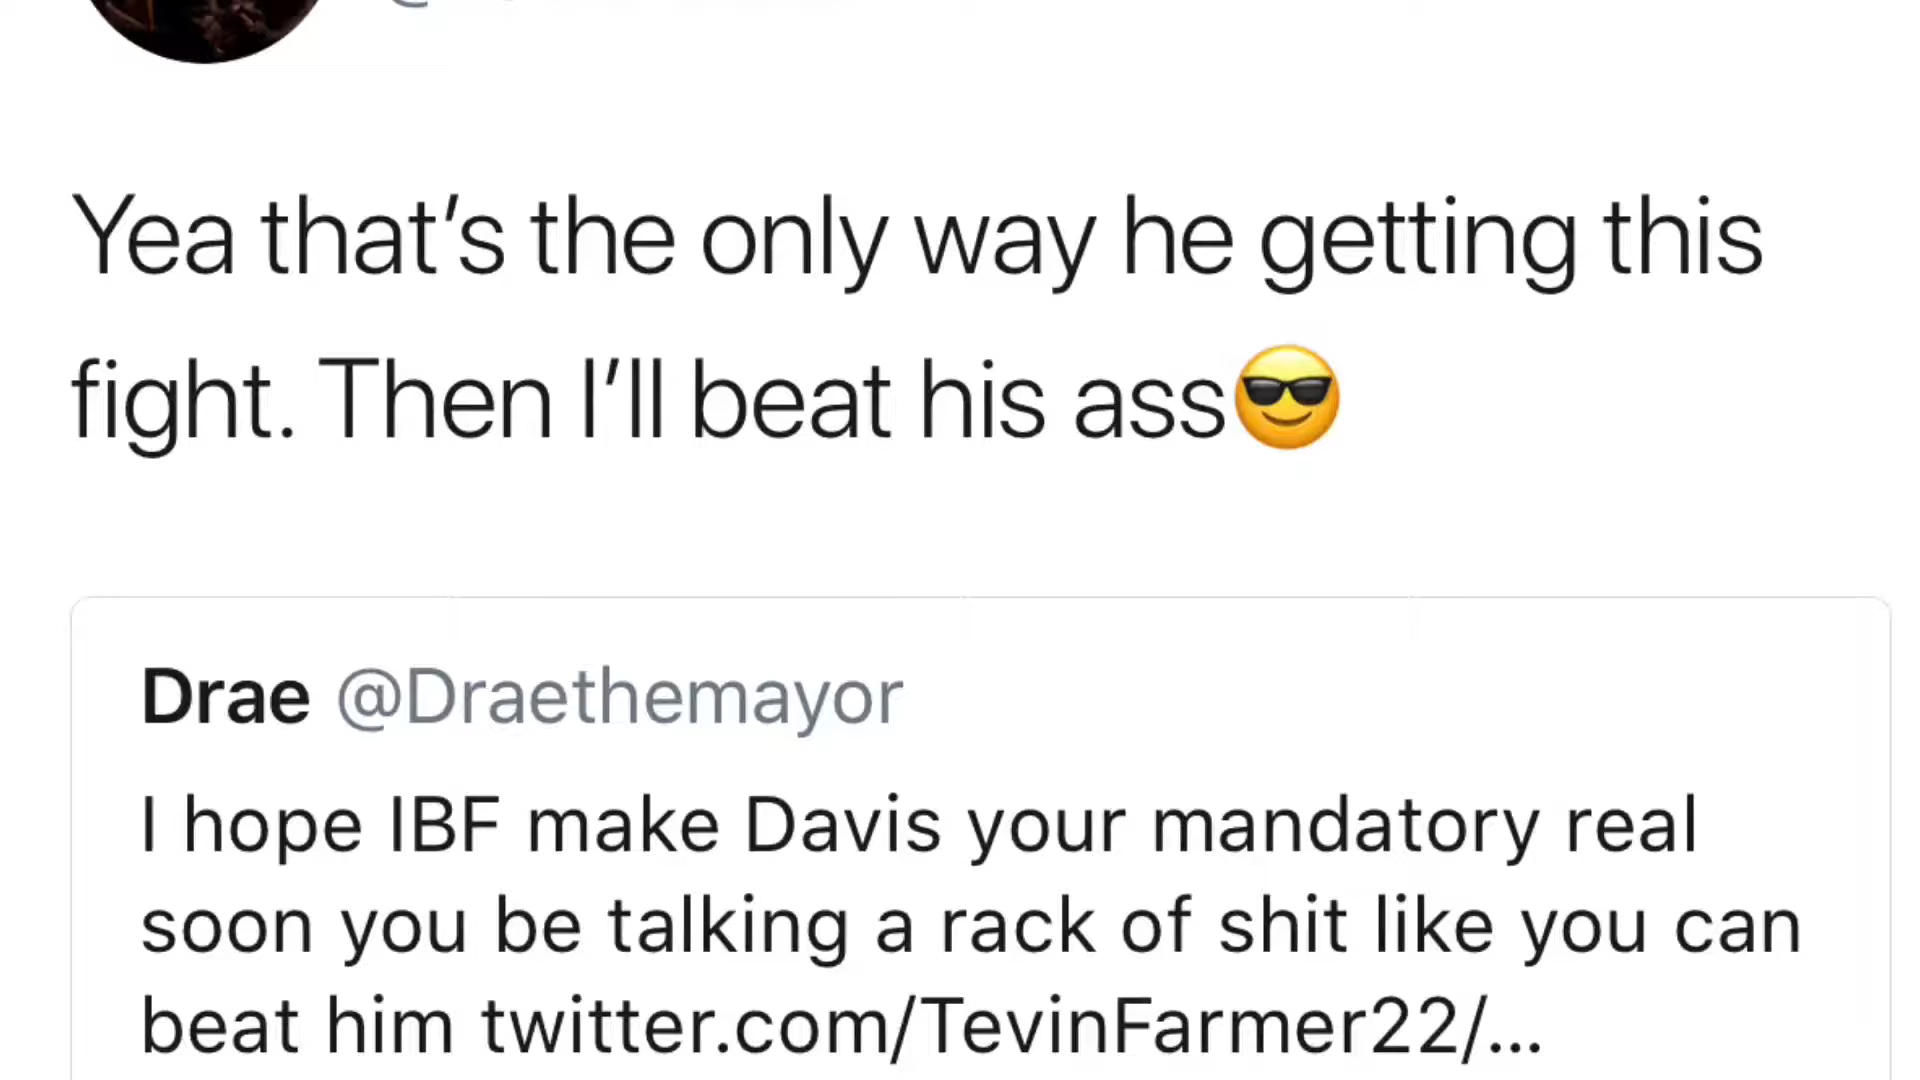 Yea that’s the only way he getting this
fight. Then I’ll beat his ass😎
Drae @Draethemayor
I hope IBF make Davis your mandatory real
soon you be talking a rack of shit like you can
beat him twitter.com/TevinFarmer22/...